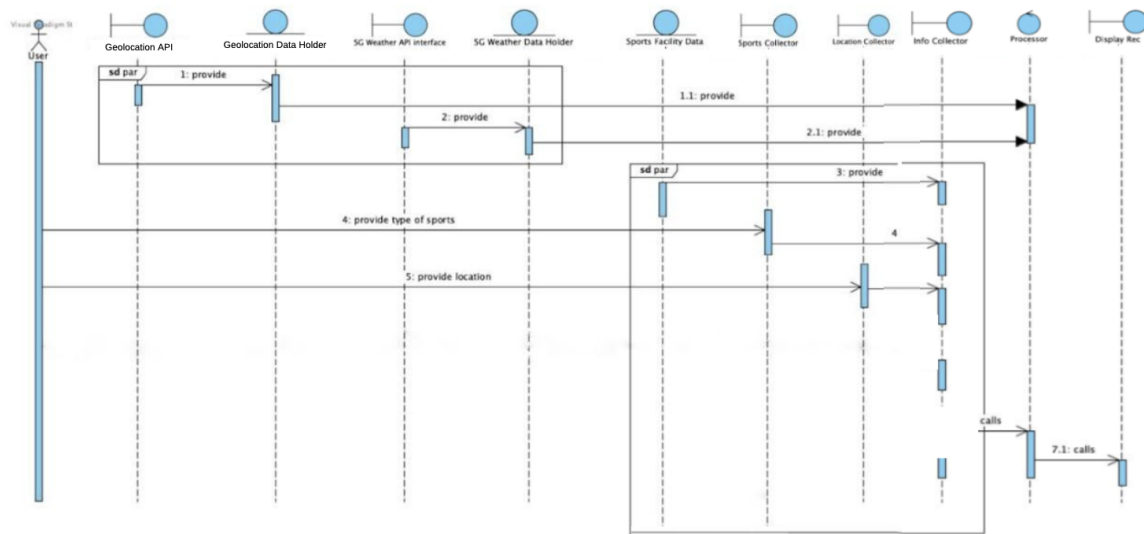 User
Geolocation API
Geolocation Data Holder
SG Weather API interface
SG Weather Data Holder
Sports Facility Data
Sports Collector
Location Collector
Info Collector
Processor
Display Rec
sd par
1: provide
1.1: provide
2: provide
2.1: provide
sd par
3: provide
4: provide type of sports
4
5: provide location
calls
7.1: calls